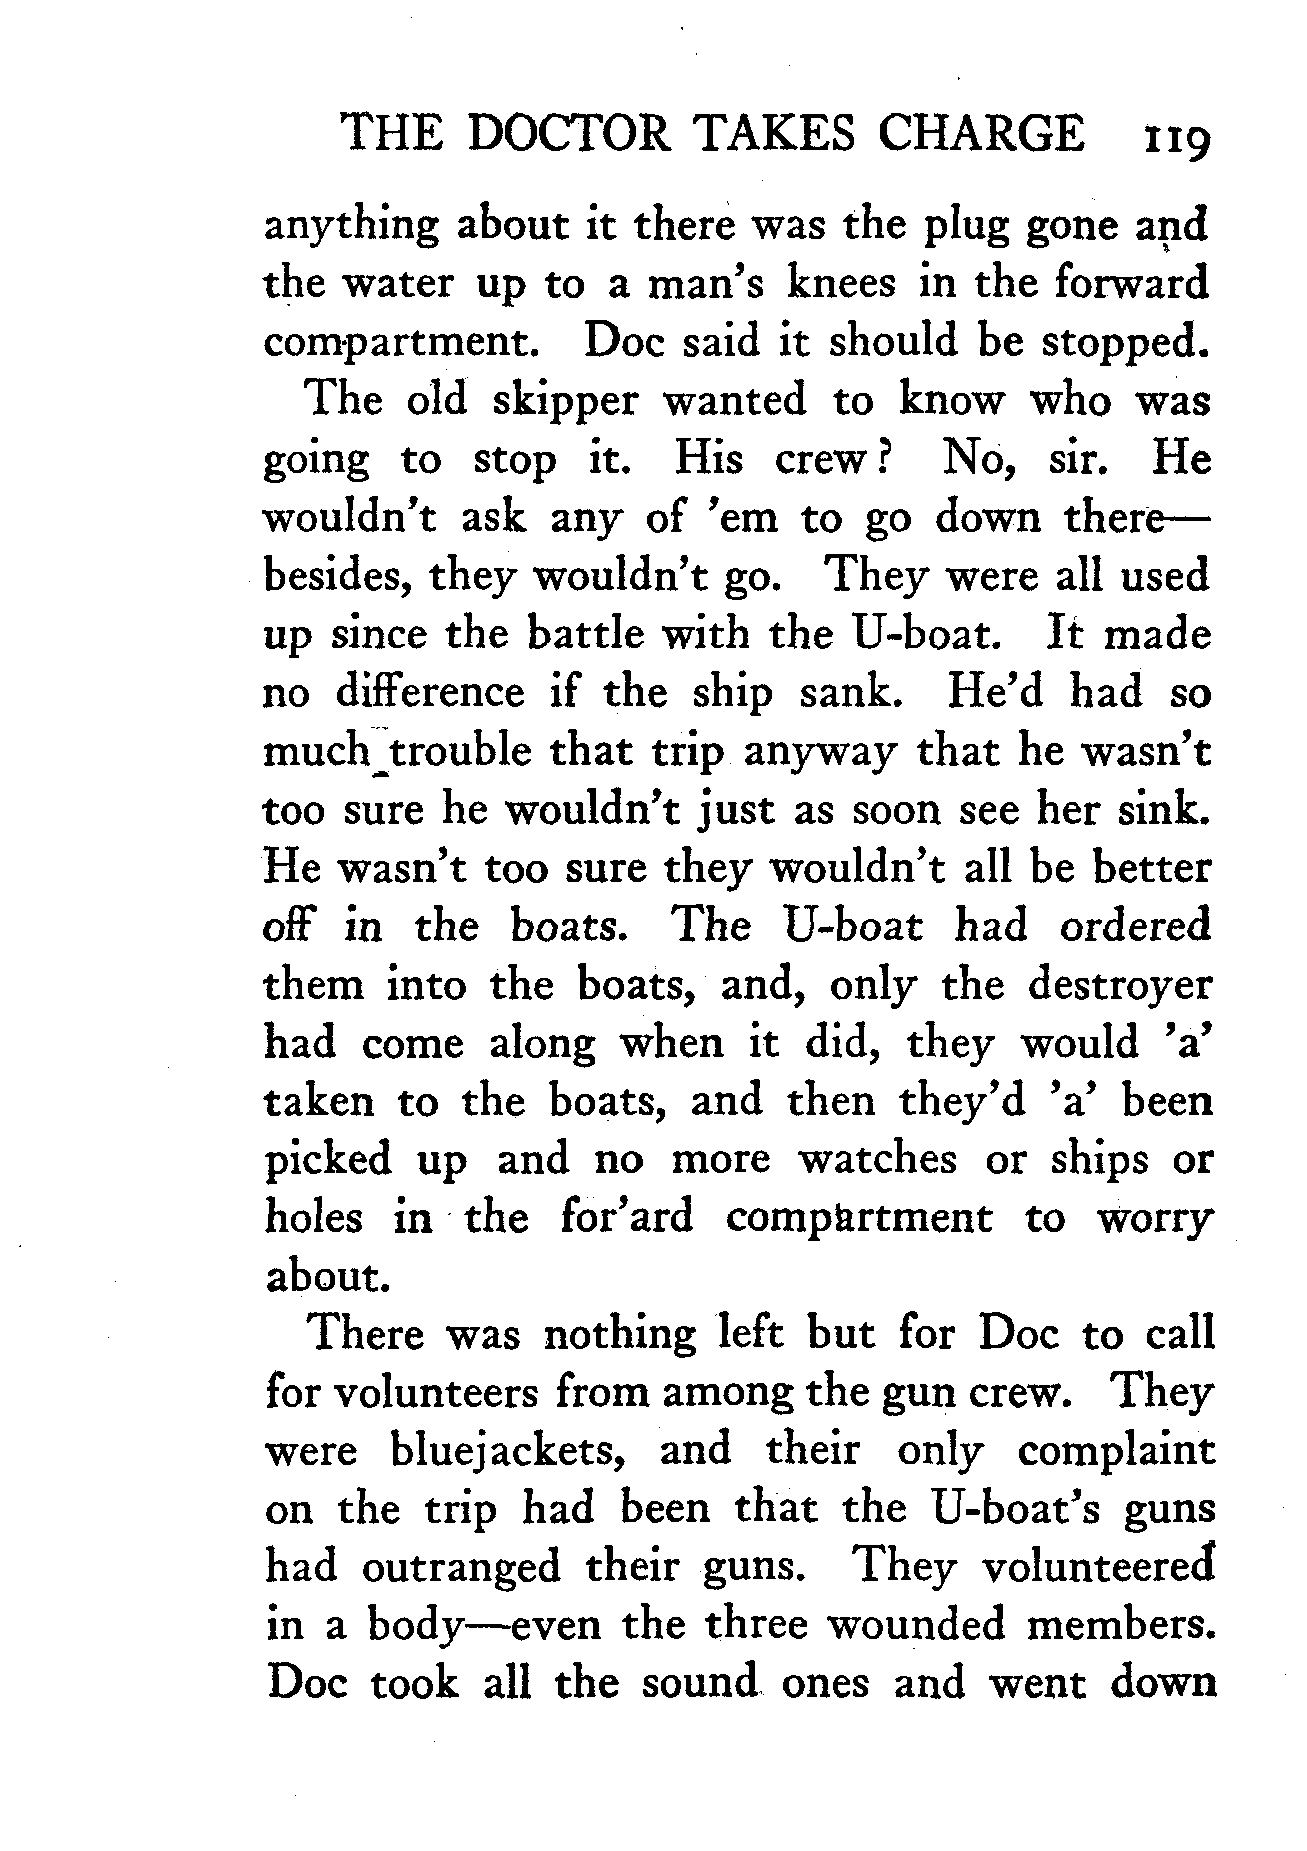 THE DOCTOR TAKES CHARGE 119
anything about it there was the plug gone and
the water up to a man's knees in the forward
compartment. Doc said it should be stopped.
The old skipper wanted to know who was
going to stop it. His crew? No, sir. He
wouldn't ask any of 'em to go down there—
besides, they wouldn't go. They were all used
up since the battle with the U-boat. It made
no difference if the ship sank. He'd had so
much trouble that trip anyway that he wasn't
too sure he wouldn't just as soon see her sink.
He wasn't too sure they wouldn't all be better
off in the boats. The U-boat had ordered
them into the boats, and, only the destroyer
had come along when it did, they would 'a'
taken to the boats, and then they'd 'a' been
picked up and no more watches or ships or
holes in the for'ard compartment to worry
about.
There was nothing left but for Doc to call
for volunteers from among the gun crew. They
were bluejackets, and their only complaint
on the trip had been that the U-boat's guns
had outranged their guns. They volunteered
in a body—even the three wounded members.
Doc took all the sound ones and went down